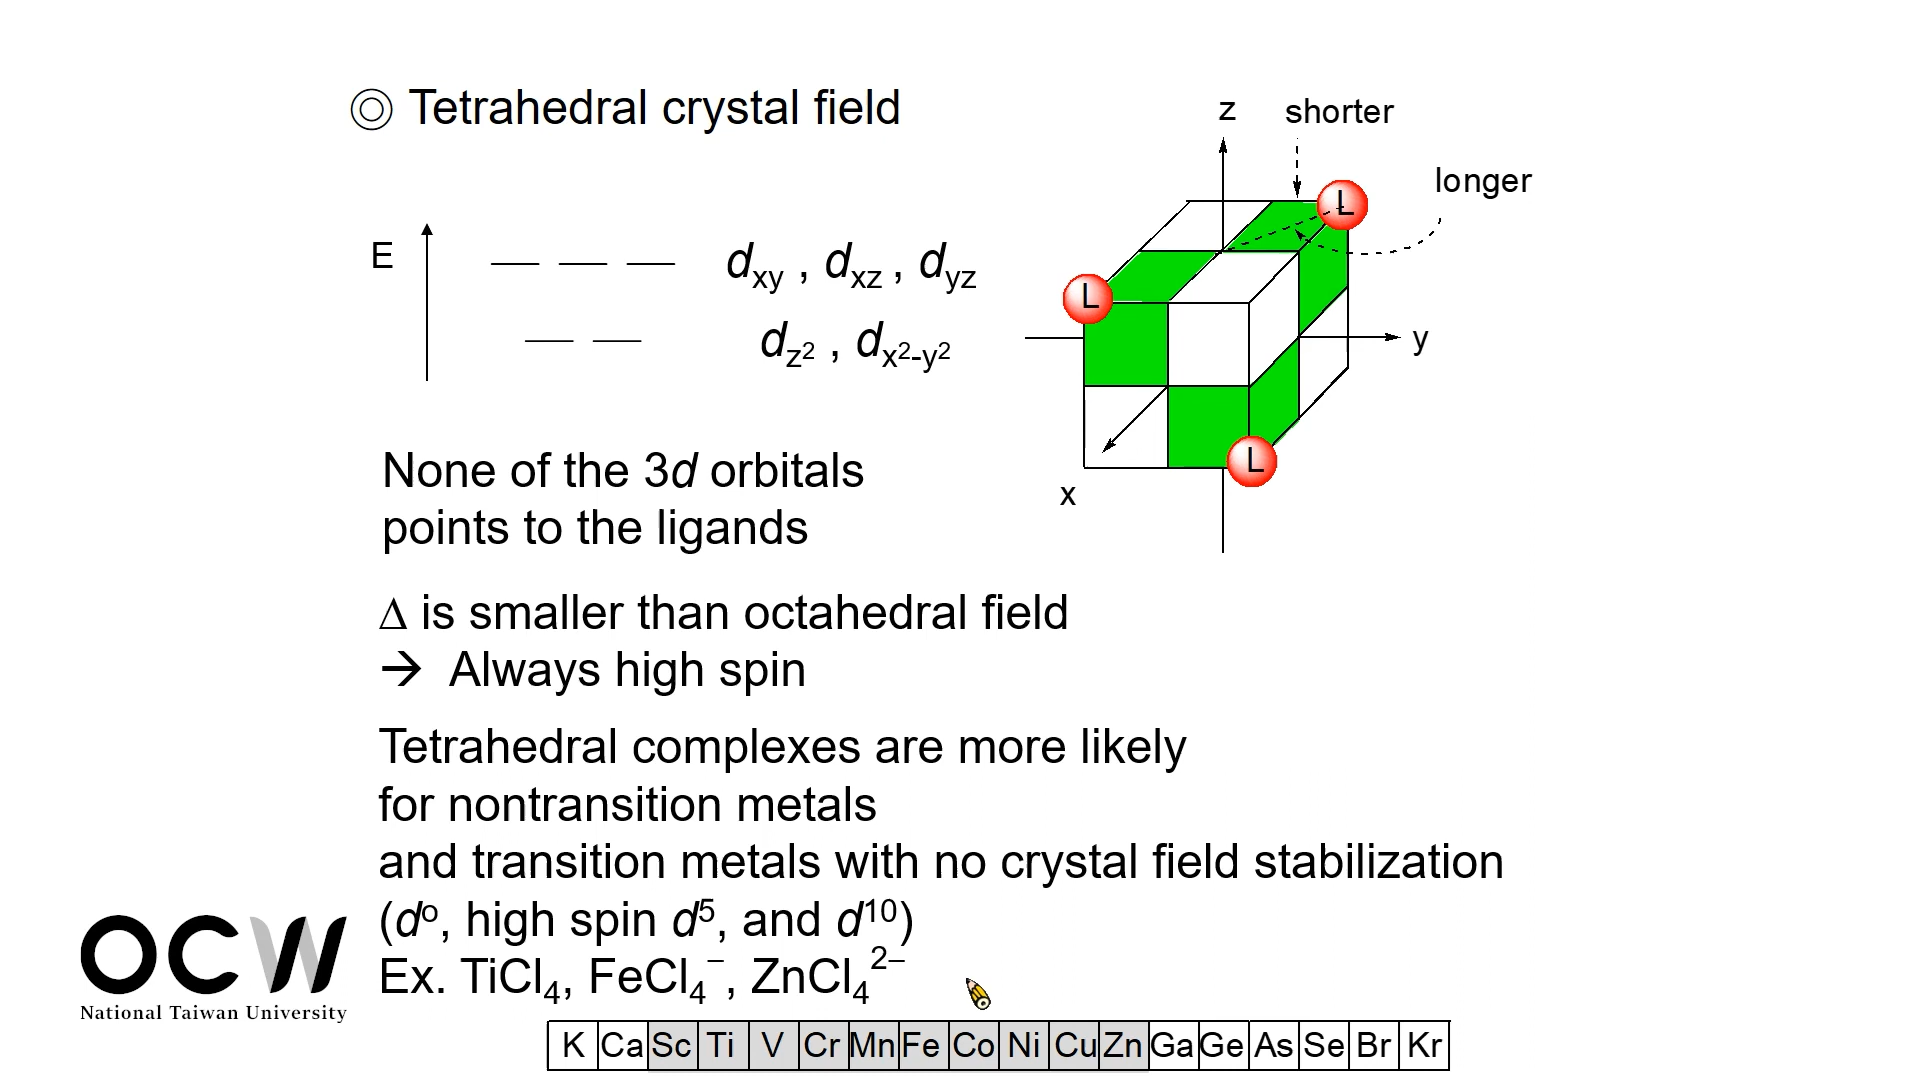 ◎ Tetrahedral crystal field
z
shorter
longer
L
E
dxy , dxz , dyz
L
y
dz2 , dx2-y2
L
x
None of the 3d orbitals
points to the ligands
Δ is smaller than octahedral field
→ Always high spin
Tetrahedral complexes are more likely
for nontransition metals
and transition metals with no crystal field stabilization
(do, high spin d5, and d10)
Ex. TiCl4, FeCl4–, ZnCl42–
OCW
National Taiwan University
K Ca Sc Ti V Cr Mn Fe Co Ni Cu Zn Ga Ge As Se Br Kr